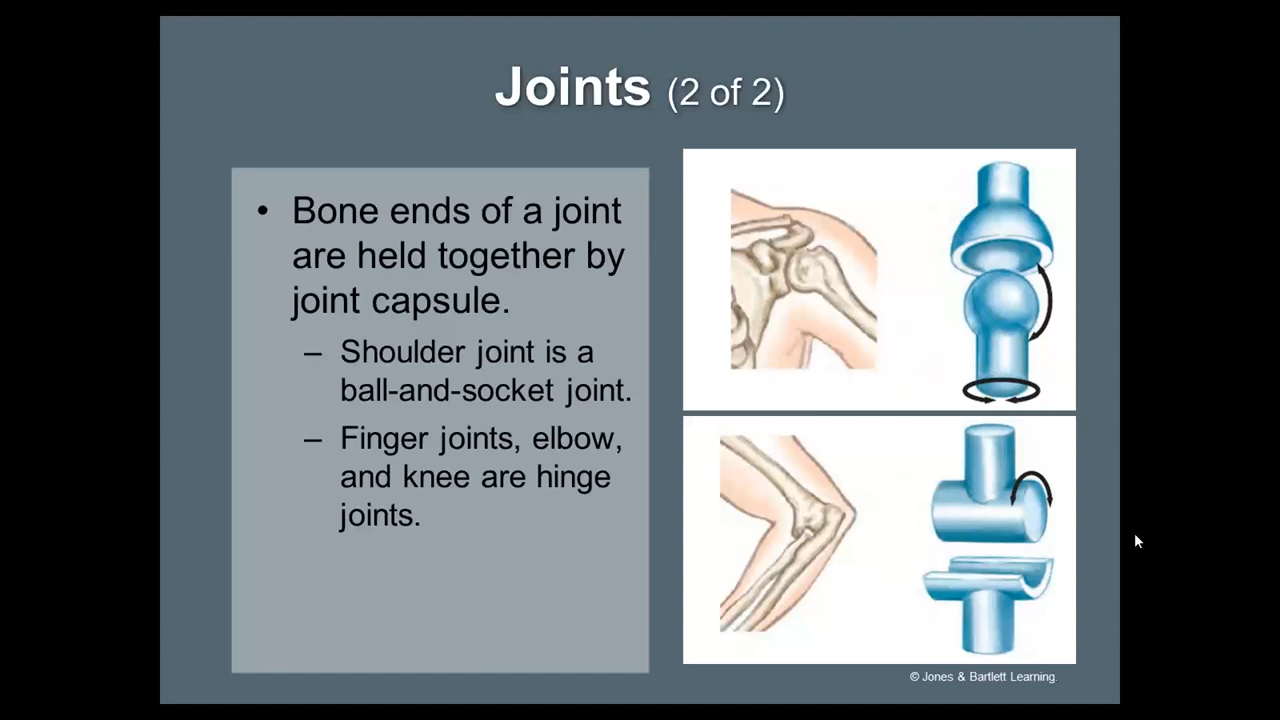 Joints (2 of 2)
• Bone ends of a joint
are held together by
joint capsule.
– Shoulder joint is a
ball-and-socket joint.
– Finger joints, elbow,
and knee are hinge
joints.
© Jones & Bartlett Learning.